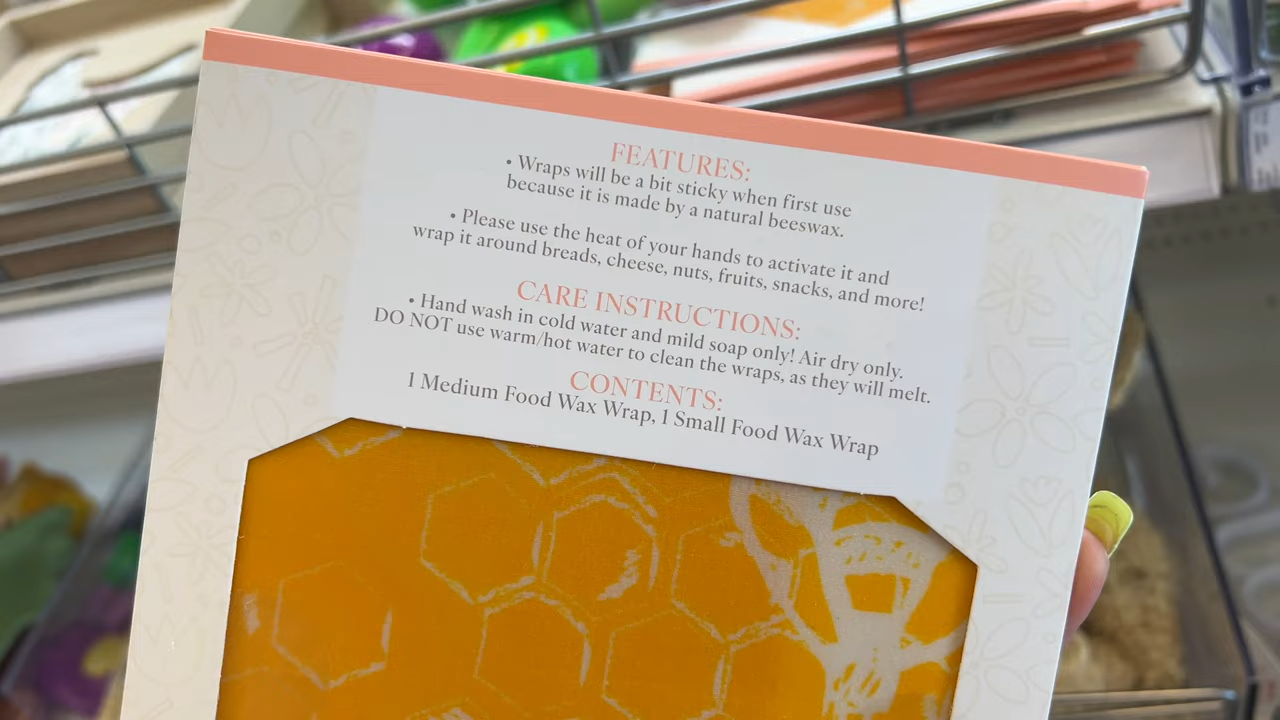 FEATURES:
• Wraps will be a bit sticky when first use
because it is made by a natural beeswax.
• Please use the heat of your hands to activate it and
wrap it around breads, cheese, nuts, fruits, snacks, and more!
CARE INSTRUCTIONS:
• Hand wash in cold water and mild soap only! Air dry only.
DO NOT use warm/hot water to clean the wraps, as they will melt.
CONTENTS:
1 Medium Food Wax Wrap, 1 Small Food Wax Wrap